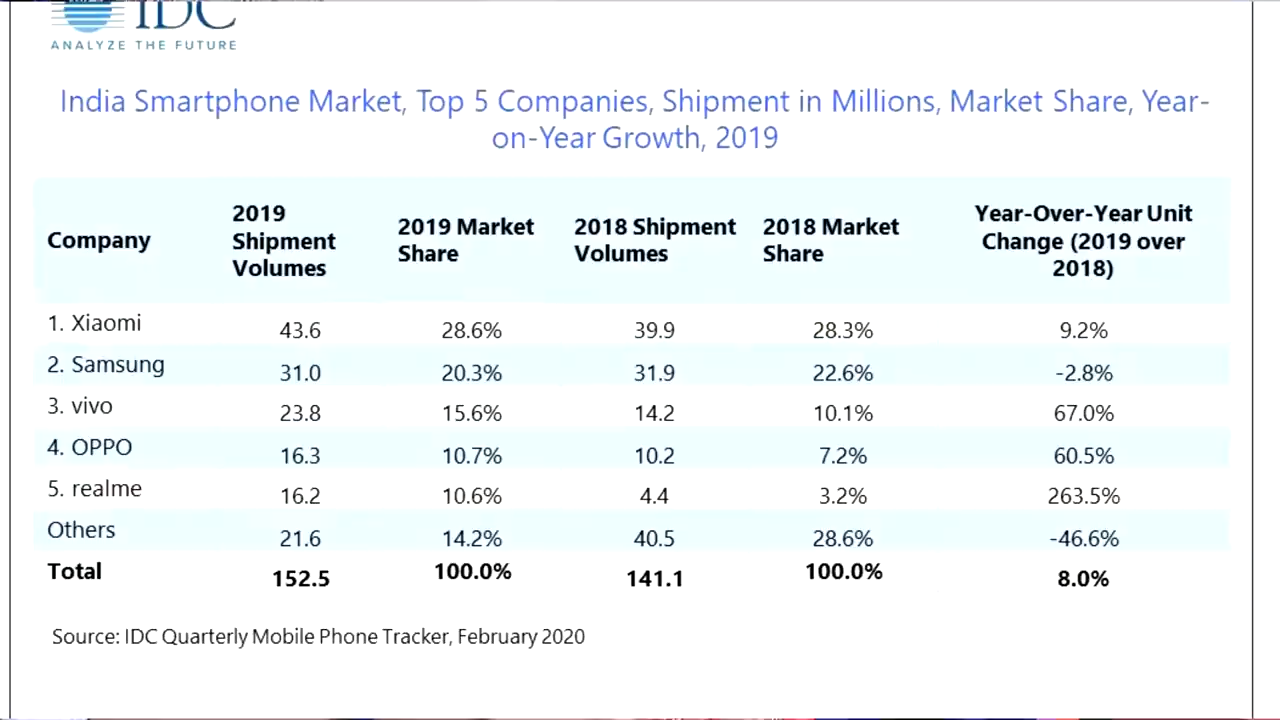 IDC
ANALYZE THE FUTURE
India Smartphone Market, Top 5 Companies, Shipment in Millions, Market Share, Year-
on-Year Growth, 2019
Company 2019 Shipment Volumes 2019 Market Share 2018 Shipment Volumes 2018 Market Share Year-Over-Year Unit Change (2019 over 2018)
1. Xiaomi 43.6 28.6% 39.9 28.3% 9.2%
2. Samsung 31.0 20.3% 31.9 22.6% -2.8%
3. vivo 23.8 15.6% 14.2 10.1% 67.0%
4. OPPO 16.3 10.7% 10.2 7.2% 60.5%
5. realme 16.2 10.6% 4.4 3.2% 263.5%
Others 21.6 14.2% 40.5 28.6% -46.6%
Total 152.5 100.0% 141.1 100.0% 8.0%
Source: IDC Quarterly Mobile Phone Tracker, February 2020